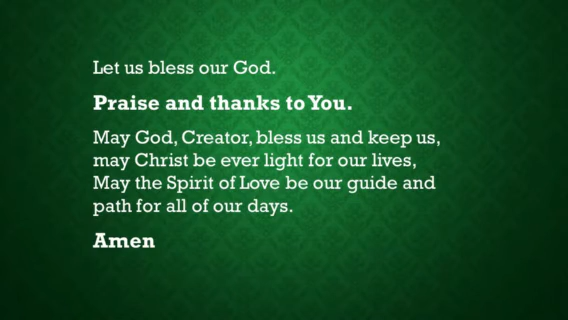 Let us bless our God.
Praise and thanks to You.
May God, Creator, bless us and keep us,
may Christ be ever light for our lives,
May the Spirit of Love be our guide and
path for all of our days.
Amen